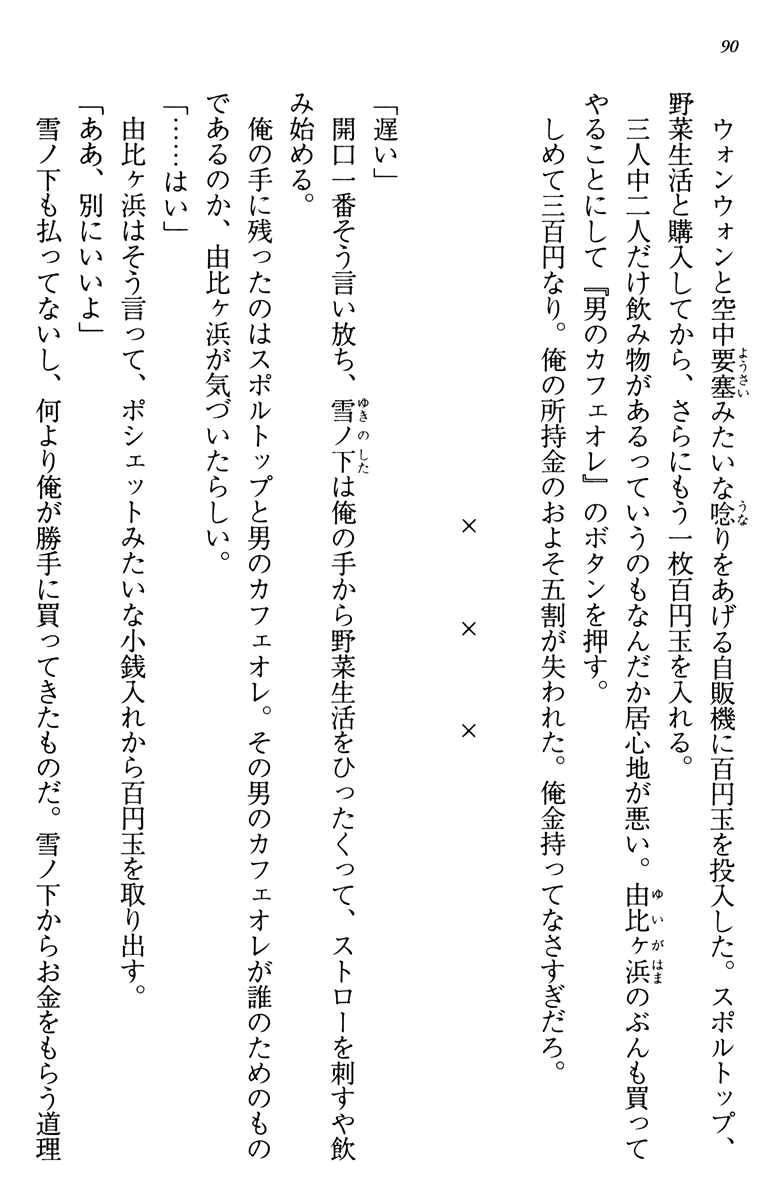 90
ウォンウォンと空中要塞みたいな唸りをあげる自販機に百円玉を投入した。スポルトップ、
野菜生活と購入してから、さらにもう一枚百円玉を入れる。
三人中二人だけ飲み物があるっていうのもなんだか居心地が悪い。由比ヶ浜のぶんも買って
やることにして『男のカフェオレ』のボタンを押す。
しめて三百円なり。俺の所持金のおよそ五割が失われた。俺金持ってなさすぎだろ。
× × ×
「遅い」
開口一番そう言い放ち、雪ノ下は俺の手から野菜生活をひったくって、ストローを刺すや飲
み始める。
俺の手に残ったのはスポルトップと男のカフェオレ。その男のカフェオレが誰のためのもの
であるのか、由比ヶ浜が気づいたらしい。
「……はい」
由比ヶ浜はそう言って、ポシェットみたいな小銭入れから百円玉を取り出す。
「ああ、別にいいよ」
雪ノ下も払ってないし、何より俺が勝手に買ってきたものだ。雪ノ下からお金をもらう道理